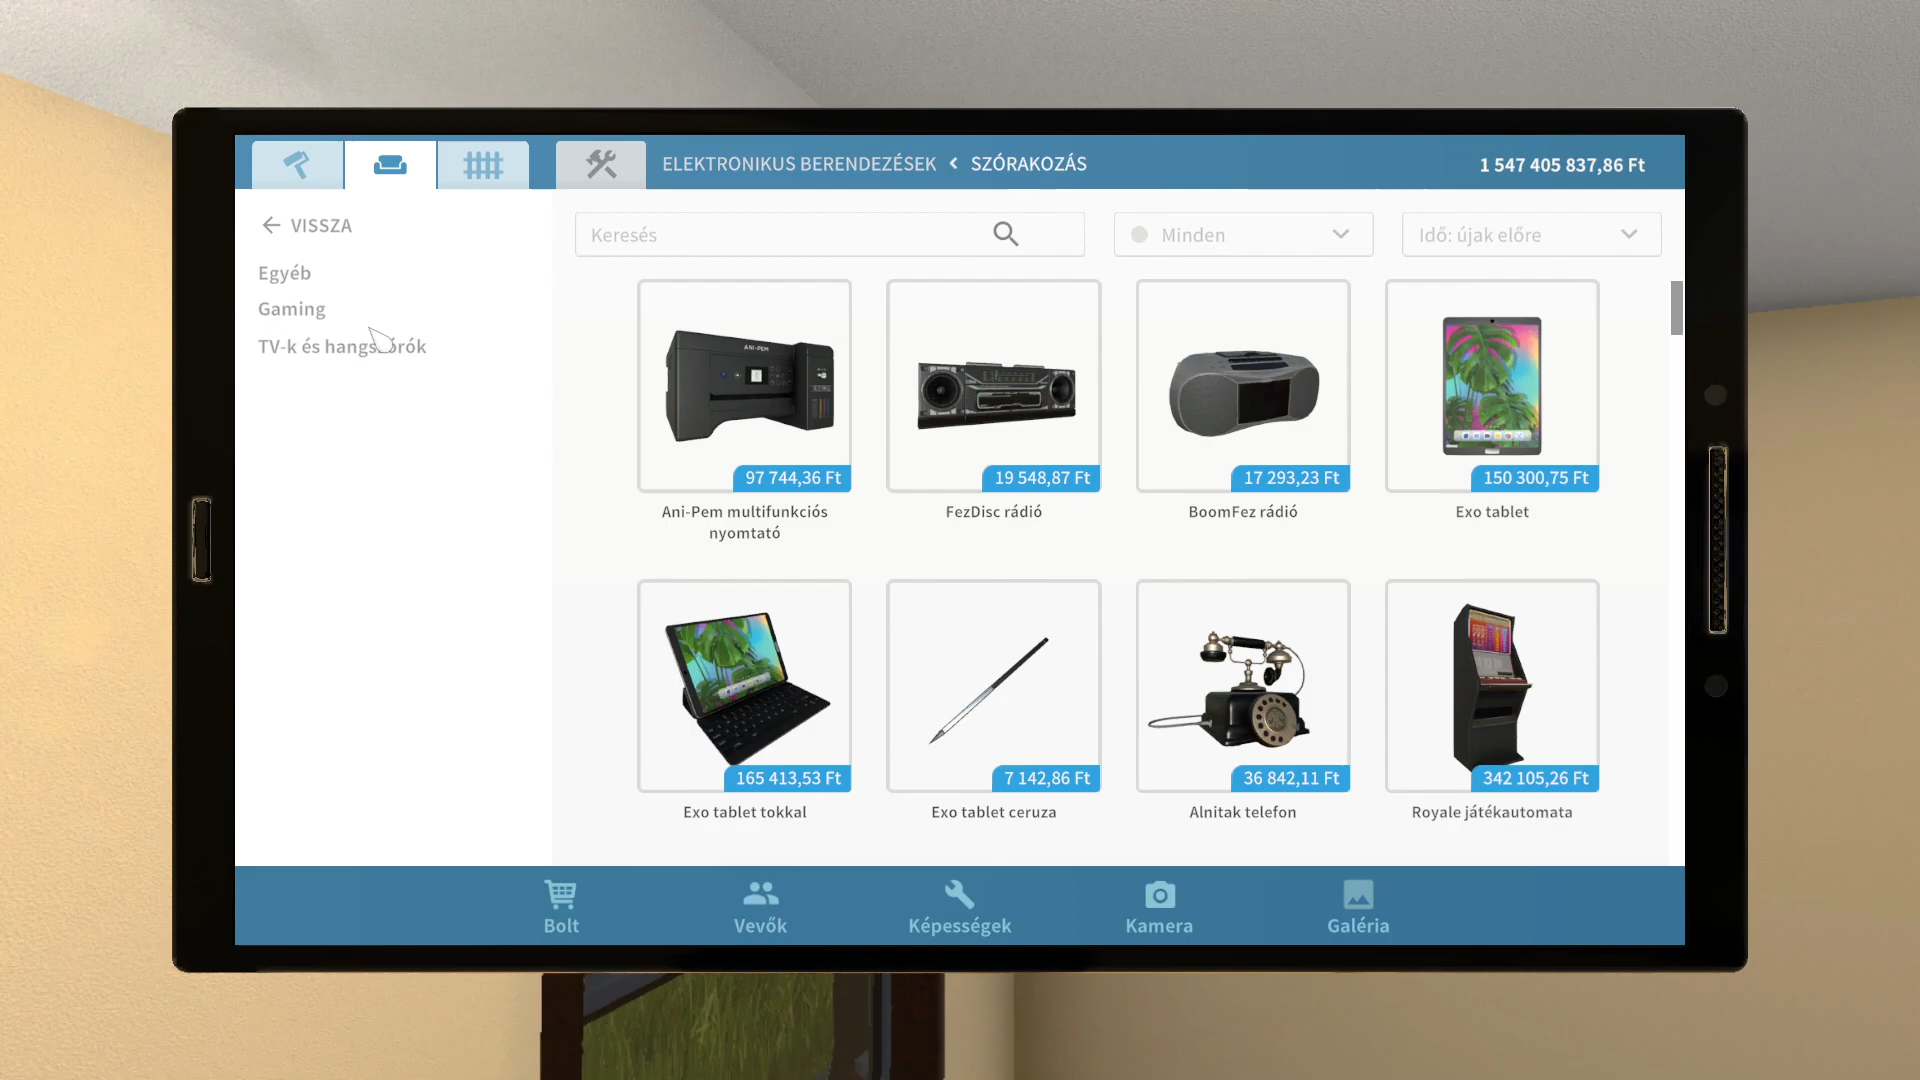 ELEKTRONIKUS BERENDEZÉSEK
SZÓRAKOZÁS
1 547 405 837,86 Ft
VISSZA
Egyéb
Gaming
TV-k és hangszórók
Keresés
Minden
Idő: újak előre
ANI-PEM
97 744,36 Ft
19 548,87 Ft
17 293,23 Ft
150 300,75 Ft
Ani-Pem multifunkciós
nyomtató
FezDisc rádió
BoomFez rádió
Exo tablet
165 413,53 Ft
7 142,86 Ft
36 842,11 Ft
342 105,26 Ft
Exo tablet tokkal
Exo tablet ceruza
Alnitak telefon
Royale játékautomata
Bolt
Vevők
Képességek
Kamera
Galéria